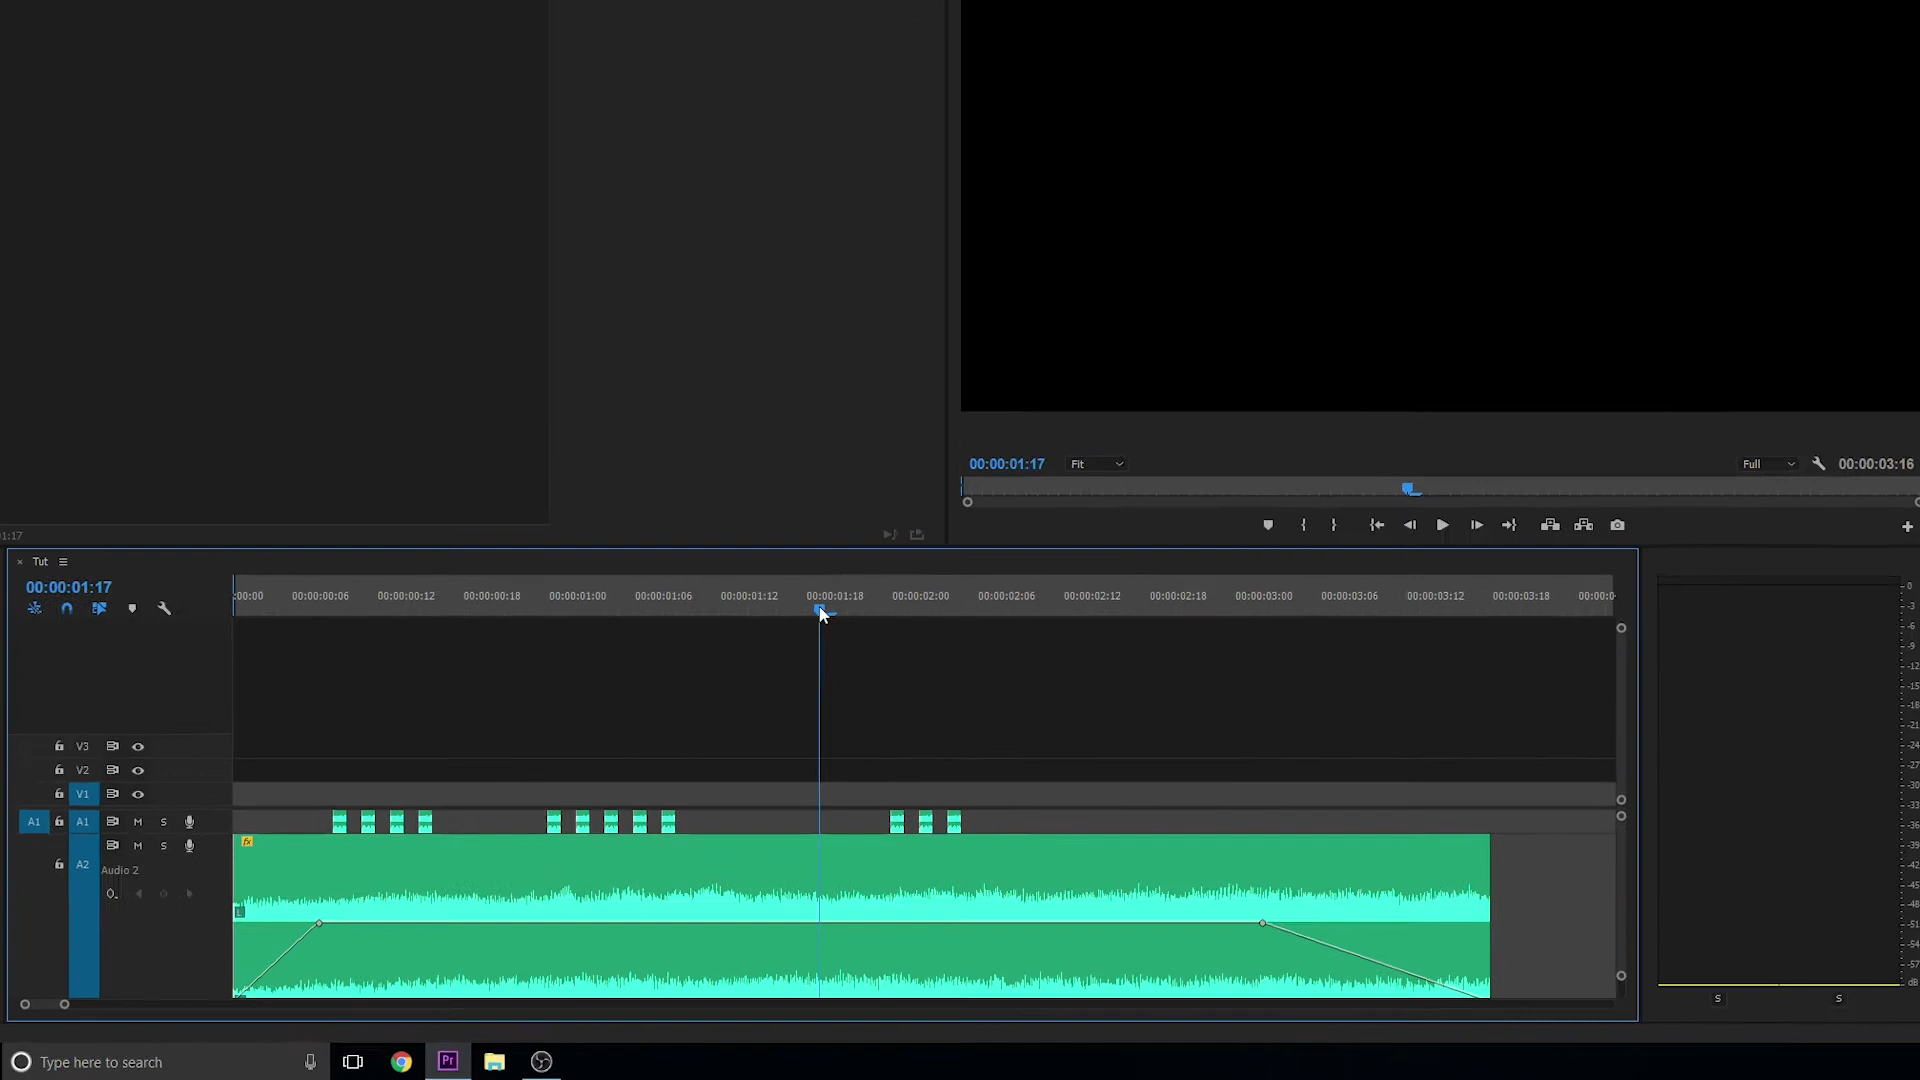 00:00:01:17
Fit
Full
00:00:03:16
1:17
Tut
00:00:01:17
:00:00
00:00:00:06
00:00:00:12
00:00:00:18
00:00:01:00
00:00:01:06
00:00:01:12
00:00:01:18
00:00:02:00
00:00:02:06
00:00:02:12
00:00:02:18
00:00:03:00
00:00:03:06
00:00:03:12
00:00:03:18
00:00:0
0
-3
-6
-9
-12
-15
-18
-21
-24
-27
-30
-33
-36
-39
-42
-45
-48
-51
-54
-57
dB
V3
V2
V1
A1 A1 M S
M S
A2
Audio 2
fx
L
S S
Type here to search
Pr